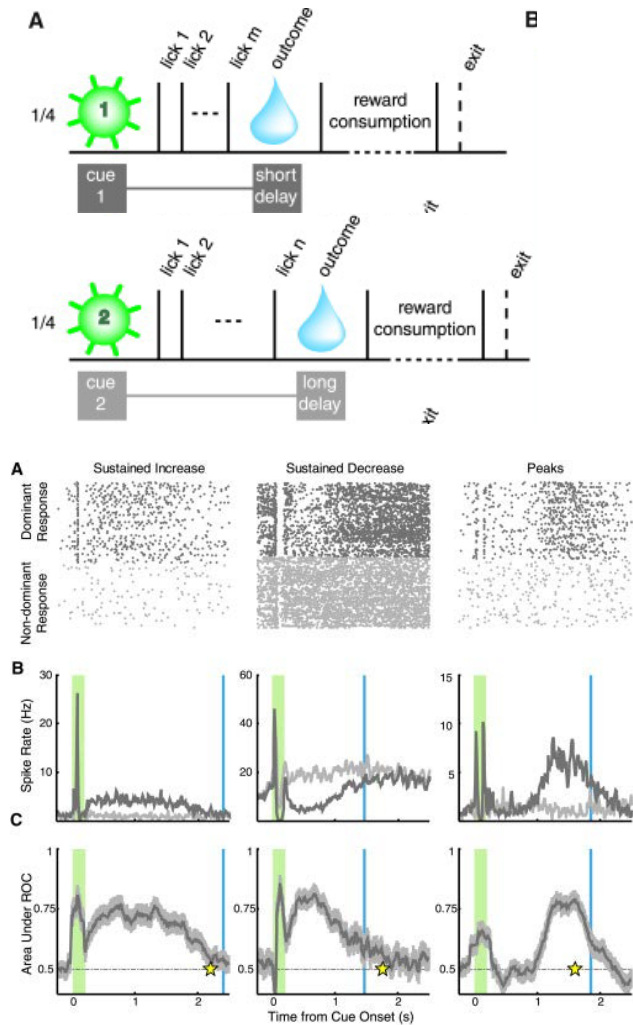 A
B
lick 1
lick 2
lick m
outcome
exit
1/4
1
reward
consumption
cue
1
short
delay
exit
lick 1
lick 2
lick n
outcome
exit
1/4
2
reward
consumption
cue
2
long
delay
exit
A
Sustained Increase
Sustained Decrease
Peaks
Dominant
Response
Non-dominant
Response
B
Spike Rate (Hz)
30
20
10
60
40
20
15
10
5
C
Area Under ROC
1
0.75
0.5
1
0.75
0.5
1
0.75
0.5
0 1 2
0 1 2
0 1 2
Time from Cue Onset (s)